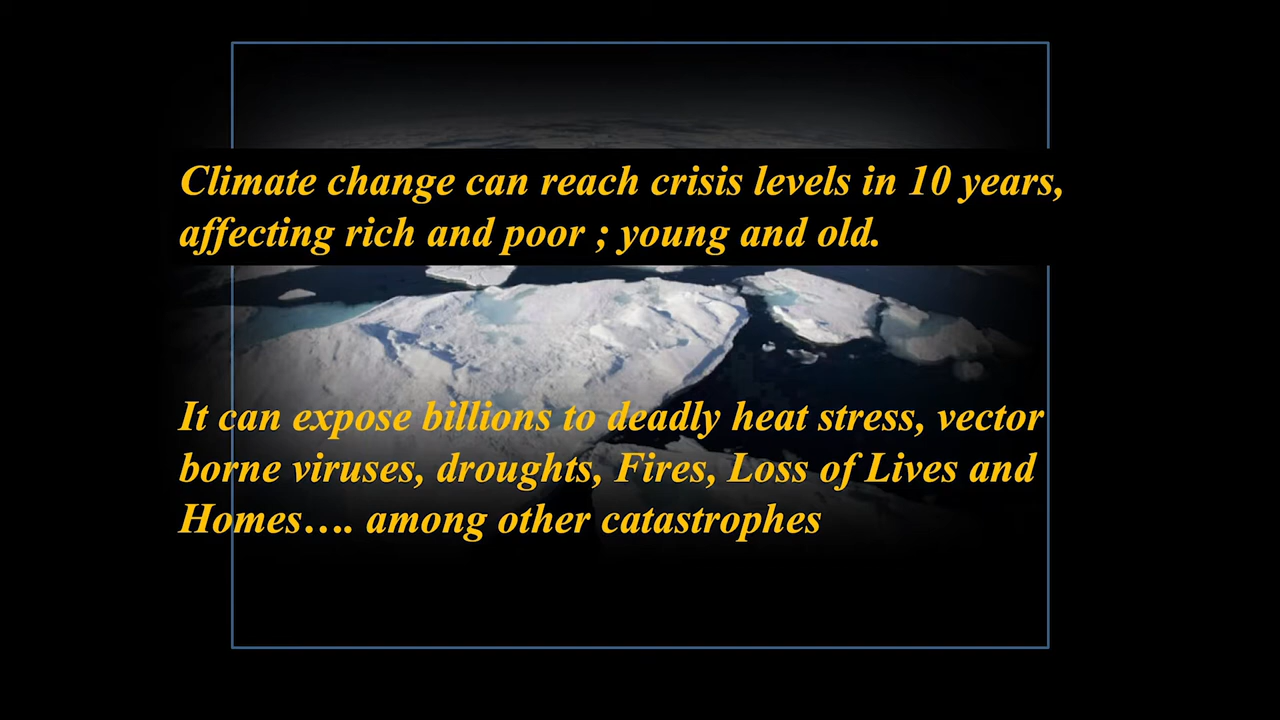 Climate change can reach crisis levels in 10 years,
affecting rich and poor ; young and old.
It can expose billions to deadly heat stress, vector
borne viruses, droughts, Fires, Loss of Lives and
Homes…. among other catastrophes